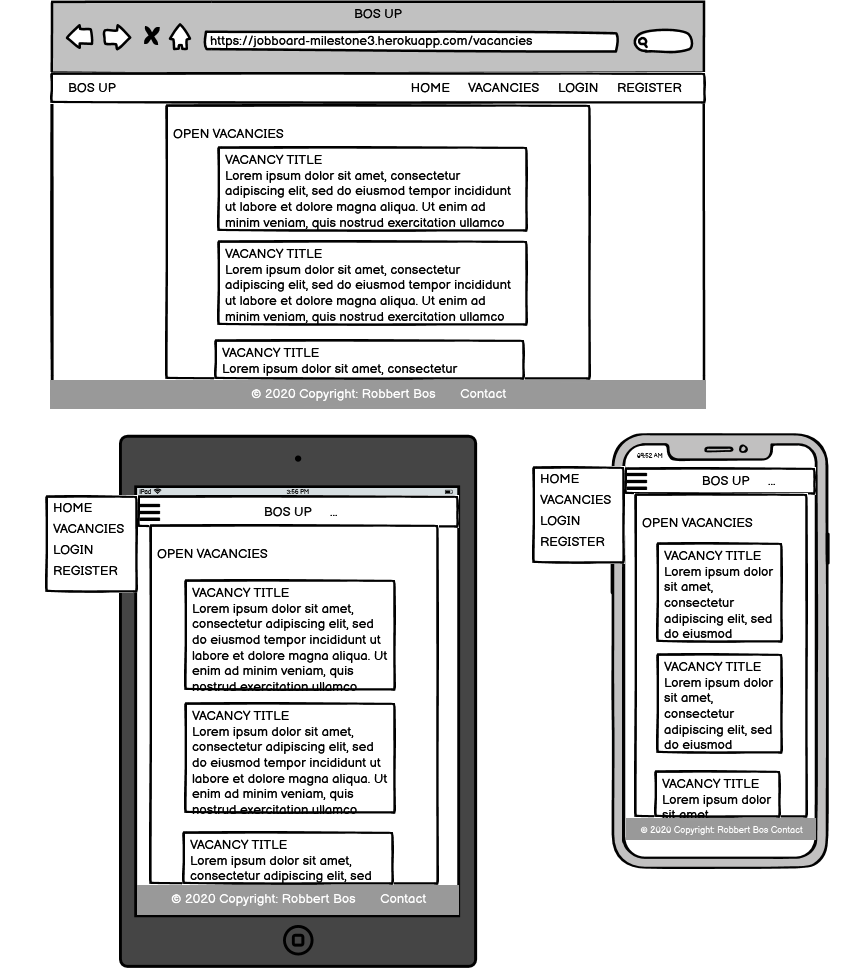 BOS UP
https://jobboard-milestone3.herokuapp.com/vacancies
BOS UP HOME VACANCIES LOGIN REGISTER
OPEN VACANCIES
VACANCY TITLE
Lorem ipsum dolor sit amet, consectetur
adipiscing elit, sed do eiusmod tempor incididunt
ut labore et dolore magna aliqua. Ut enim ad
minim veniam, quis nostrud exercitation ullamco
VACANCY TITLE
Lorem ipsum dolor sit amet, consectetur
adipiscing elit, sed do eiusmod tempor incididunt
ut labore et dolore magna aliqua. Ut enim ad
minim veniam, quis nostrud exercitation ullamco
VACANCY TITLE
Lorem ipsum dolor sit amet, consectetur
© 2020 Copyright: Robbert Bos Contact
iPod 3:56 PM
HOME
VACANCIES
LOGIN
REGISTER
BOS UP ...
OPEN VACANCIES
VACANCY TITLE
Lorem ipsum dolor sit amet,
consectetur adipiscing elit, sed
do eiusmod tempor incididunt ut
labore et dolore magna aliqua. Ut
enim ad minim veniam, quis
nostrud exercitation ullamco
VACANCY TITLE
Lorem ipsum dolor sit amet,
consectetur adipiscing elit, sed
do eiusmod tempor incididunt ut
labore et dolore magna aliqua. Ut
enim ad minim veniam, quis
nostrud exercitation ullamco
VACANCY TITLE
Lorem ipsum dolor sit amet,
consectetur adipiscing elit, sed
© 2020 Copyright: Robbert Bos Contact
09:52 AM
HOME
VACANCIES
LOGIN
REGISTER
BOS UP ...
OPEN VACANCIES
VACANCY TITLE
Lorem ipsum dolor
sit amet,
consectetur
adipiscing elit, sed
do eiusmod
VACANCY TITLE
Lorem ipsum dolor
sit amet,
consectetur
adipiscing elit, sed
do eiusmod
VACANCY TITLE
Lorem ipsum dolor
sit amet,
© 2020 Copyright: Robbert Bos Contact